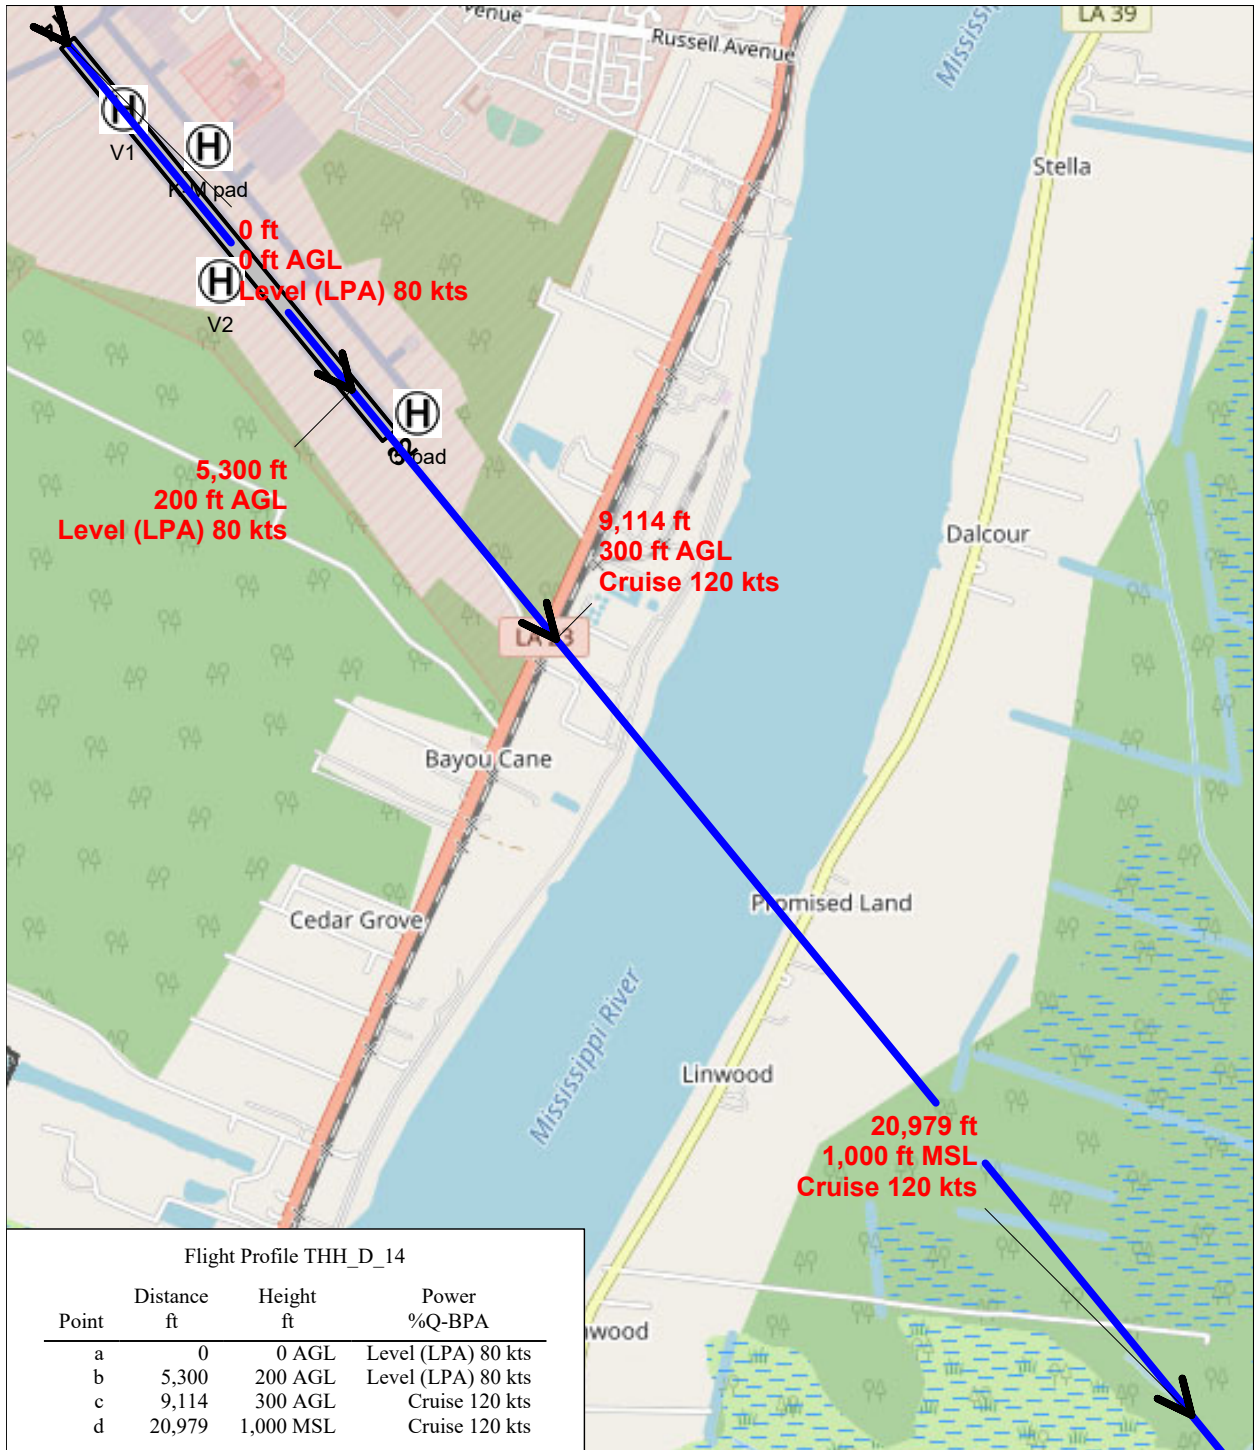 venue
Russell Avenue
Mississip
LA 39
Stella
H
V1
H
pad
0 ft
0 ft AGL
Level (LPA) 80 kts
H
V2
H
pad
5,300 ft
200 ft AGL
Level (LPA) 80 kts
9,114 ft
300 ft AGL
Cruise 120 kts
Dalcour
LA 23
Bayou Cane
Promised Land
Cedar Grove
Mississippi River
Linwood
20,979 ft
1,000 ft MSL
Cruise 120 kts
nwood
Flight Profile THH_D_14
Point Distance ft Height ft Power %Q-BPA
a 0 0 AGL Level (LPA) 80 kts
b 5,300 200 AGL Level (LPA) 80 kts
c 9,114 300 AGL Cruise 120 kts
d 20,979 1,000 MSL Cruise 120 kts